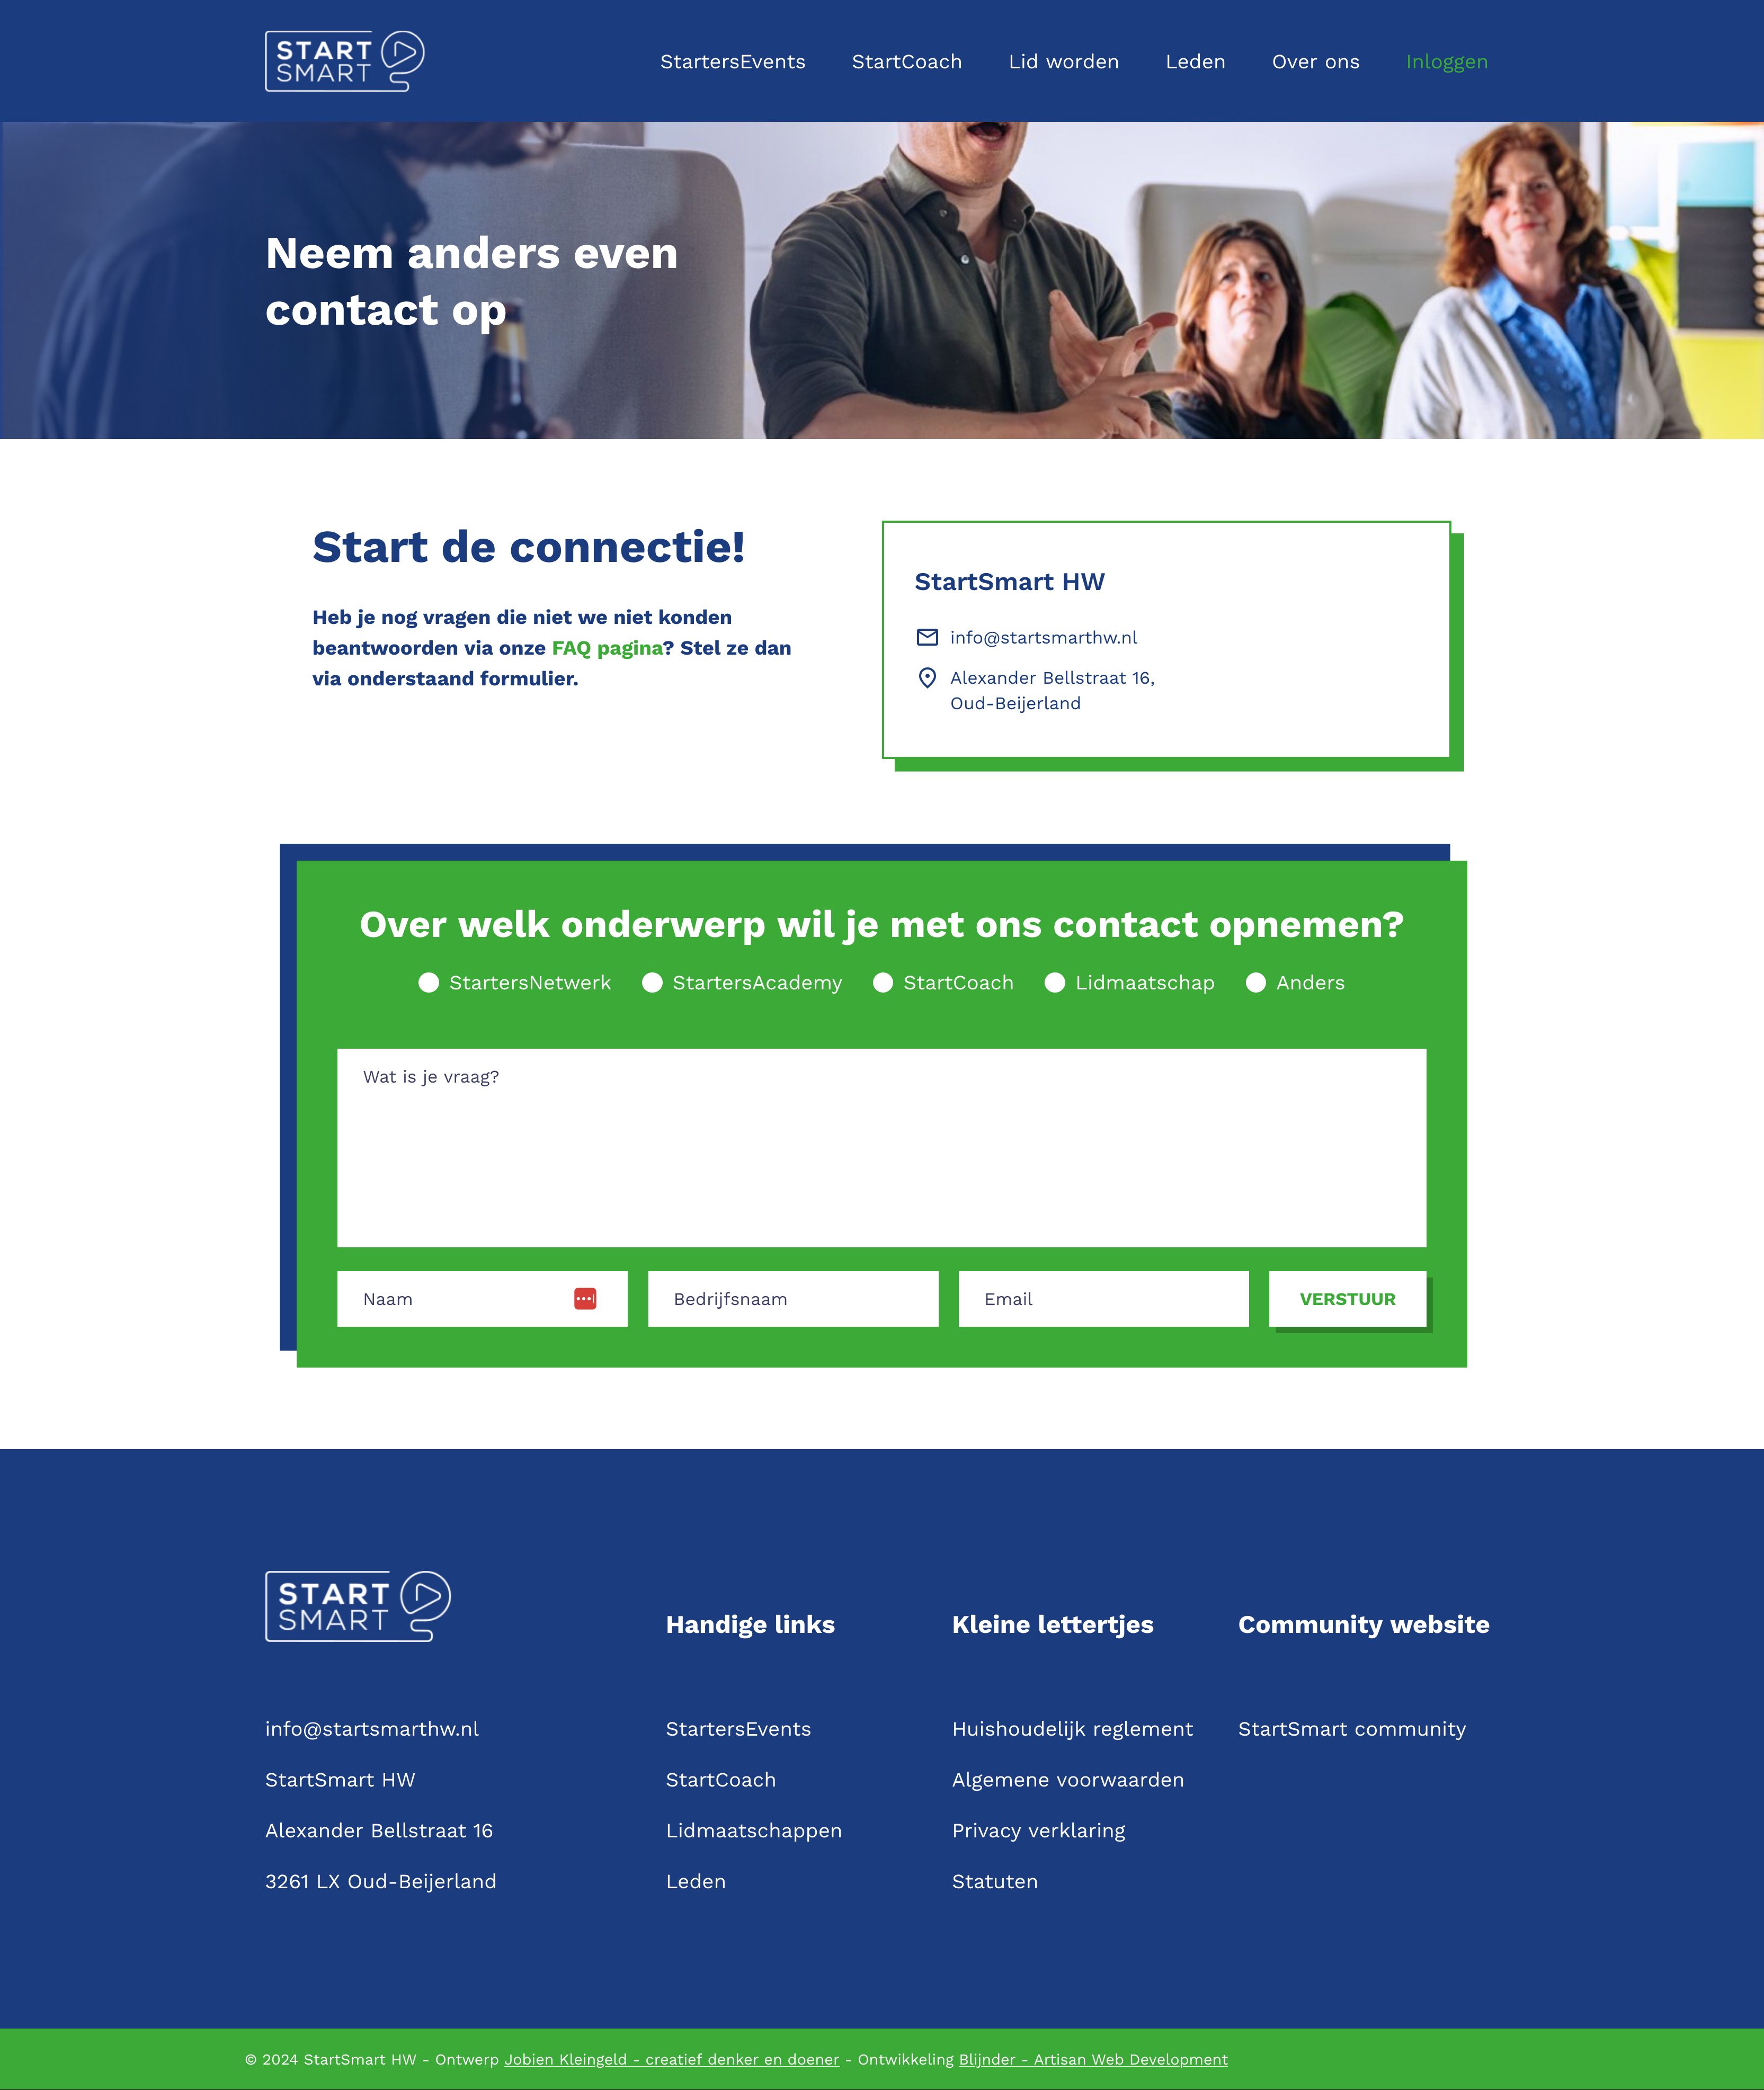 START
SMART
StartersEvents
StartCoach
Lid worden
Leden
Over ons
Inloggen
Neem anders even
contact op
Start de connectie!
Heb je nog vragen die niet we niet konden
beantwoorden via onze FAQ pagina? Stel ze dan
via onderstaand formulier.
StartSmart HW
info@startsmarthw.nl
Alexander Bellstraat 16,
Oud-Beijerland
Over welk onderwerp wil je met ons contact opnemen?
StartersNetwerk
StartersAcademy
StartCoach
Lidmaatschap
Anders
Wat is je vraag?
Naam
Bedrijfsnaam
Email
VERSTUUR
START
SMART
info@startsmarthw.nl
StartSmart HW
Alexander Bellstraat 16
3261 LX Oud-Beijerland
Handige links
StartersEvents
StartCoach
Lidmaatschappen
Leden
Kleine lettertjes
Huishoudelijk reglement
Algemene voorwaarden
Privacy verklaring
Statuten
Community website
StartSmart community
© 2024 StartSmart HW - Ontwerp Jobien Kleingeld - creatief denker en doener - Ontwikkeling Blijnder - Artisan Web Development